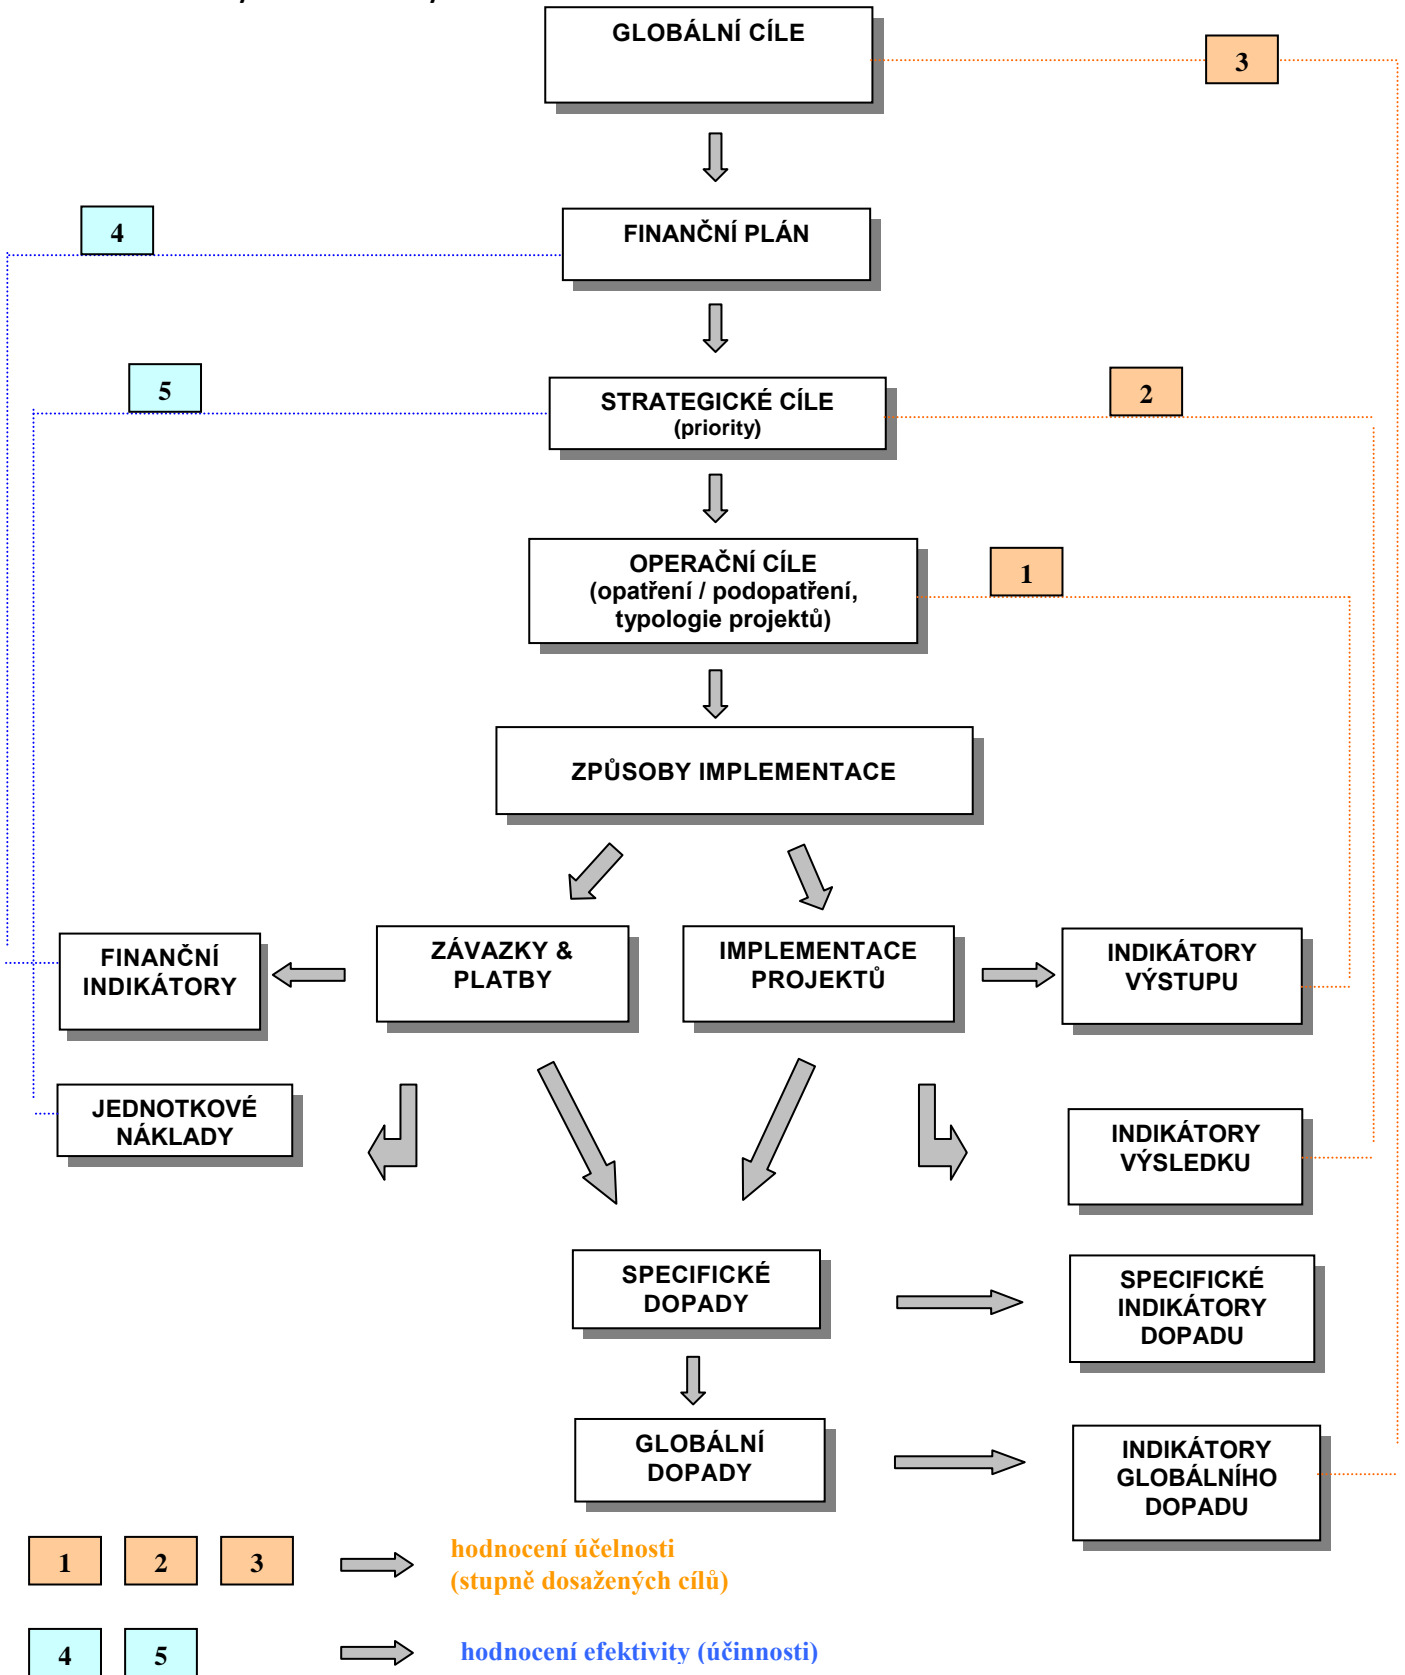 GLOBÁLNÍ CÍLE
3
4
FINANČNÍ PLÁN
5
STRATEGICKÉ CÍLE
(priority)
2
OPERAČNÍ CÍLE
(opatření / podopatření,
typologie projektů)
1
ZPŮSOBY IMPLEMENTACE
FINANČNÍ
INDIKÁTORY
ZÁVAZKY &
PLATBY
IMPLEMENTACE
PROJEKTŮ
INDIKÁTORY
VÝSTUPU
JEDNOTKOVÉ
NÁKLADY
INDIKÁTORY
VÝSLEDKU
SPECIFICKÉ
DOPADY
SPECIFICKÉ
INDIKÁTORY
DOPADU
GLOBÁLNÍ
DOPADY
INDIKÁTORY
GLOBÁLNÍHO
DOPADU
1 2 3
hodnocení účelnosti
(stupně dosažených cílů)
4 5
hodnocení efektivity (účinnosti)